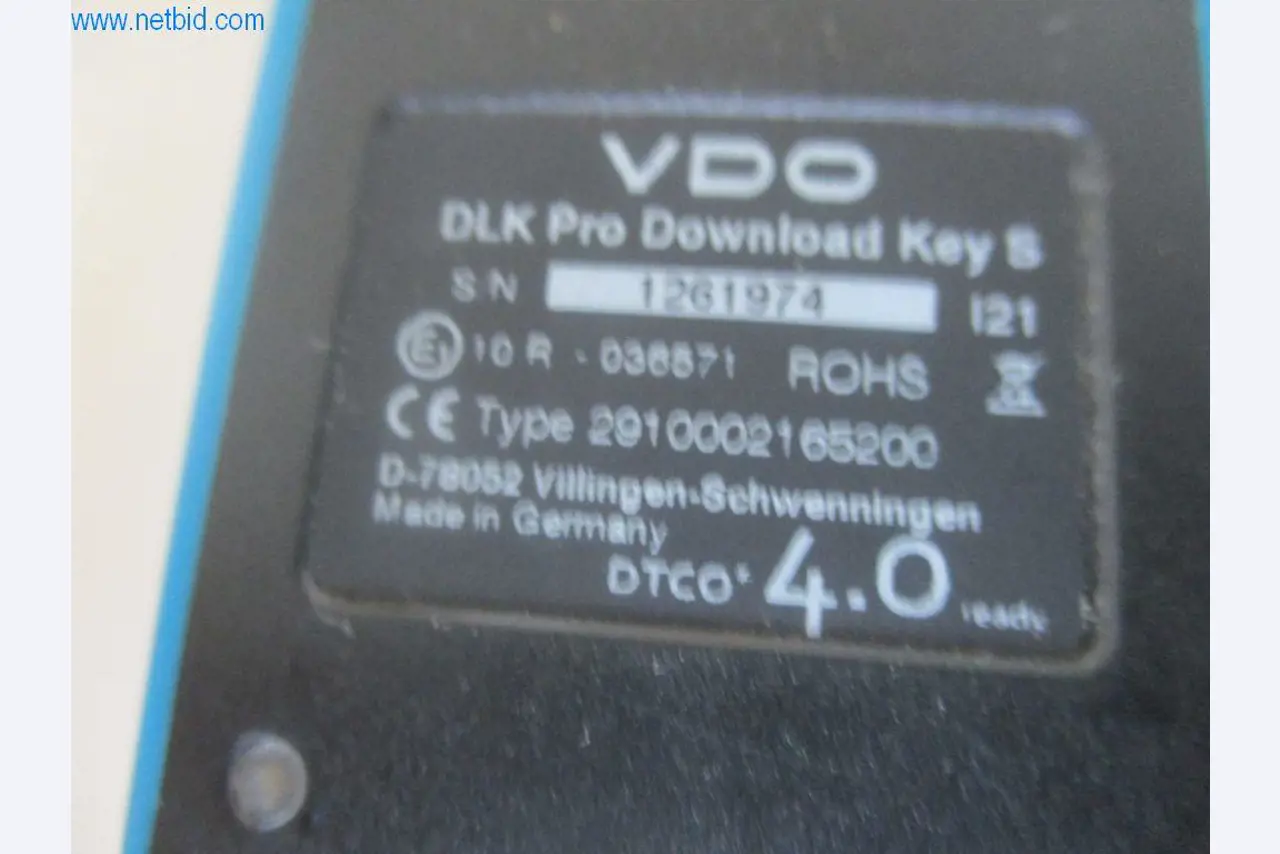 www.netbid.com
VDO
DLK Pro Download Key S
S N 1261974 I21
E1 10 R - 036571 ROHS
CE Type 2910002165200
D-78052 Villingen-Schwenningen
Made in Germany
DTCO® 4.0 ready